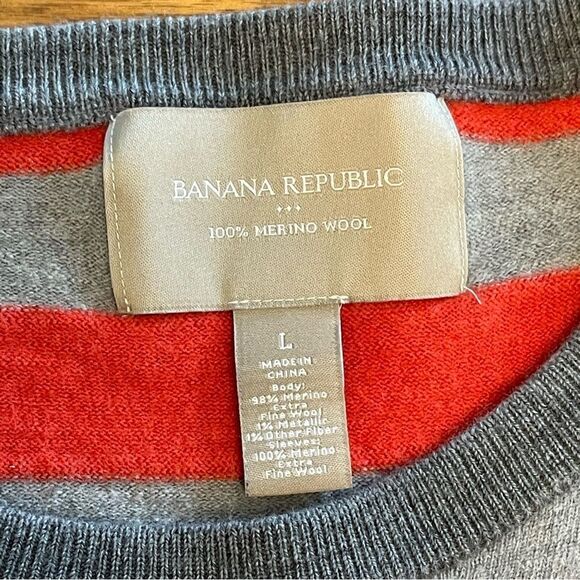 BANANA REPUBLIC
100% MERINO WOOL
L
MADE IN
CHINA
Body:
98% Merino
Extra
Fine Wool
1% Metallic
1% Other Fiber
Sleeves:
100% Merino
Extra
Fine Wool